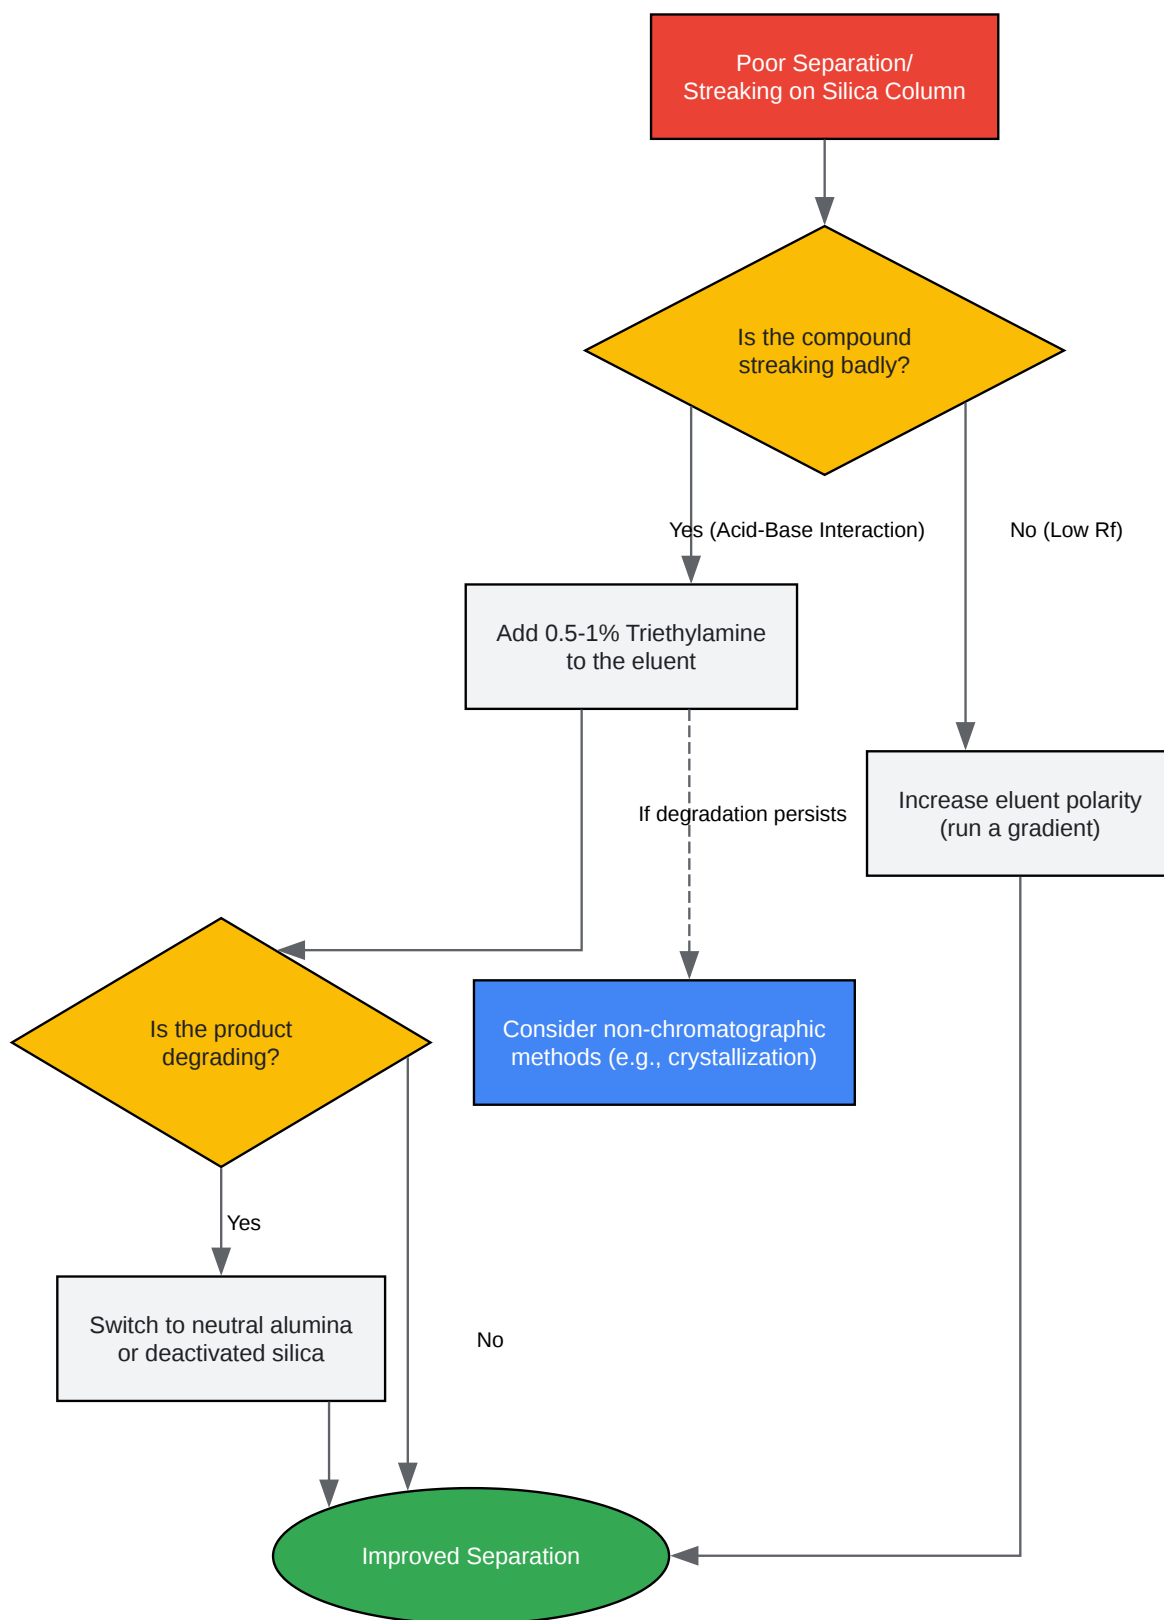 Poor Separation/
Streaking on Silica Column
Is the compound
streaking badly?
Yes (Acid-Base Interaction)
No (Low Rf)
Add 0.5-1% Triethylamine
to the eluent
Increase eluent polarity
(run a gradient)
If degradation persists
Is the product
degrading?
Consider non-chromatographic
methods (e.g., crystallization)
Yes
Switch to neutral alumina
or deactivated silica
No
Improved Separation